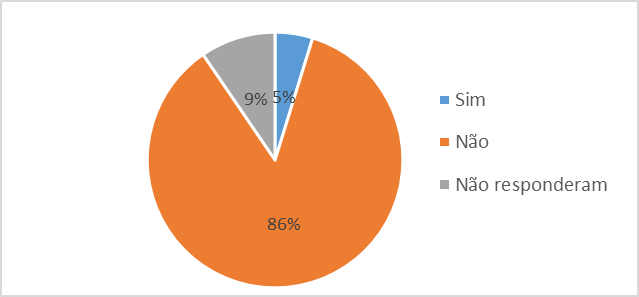 9%
5%
86%
Sim
Não
Não responderam